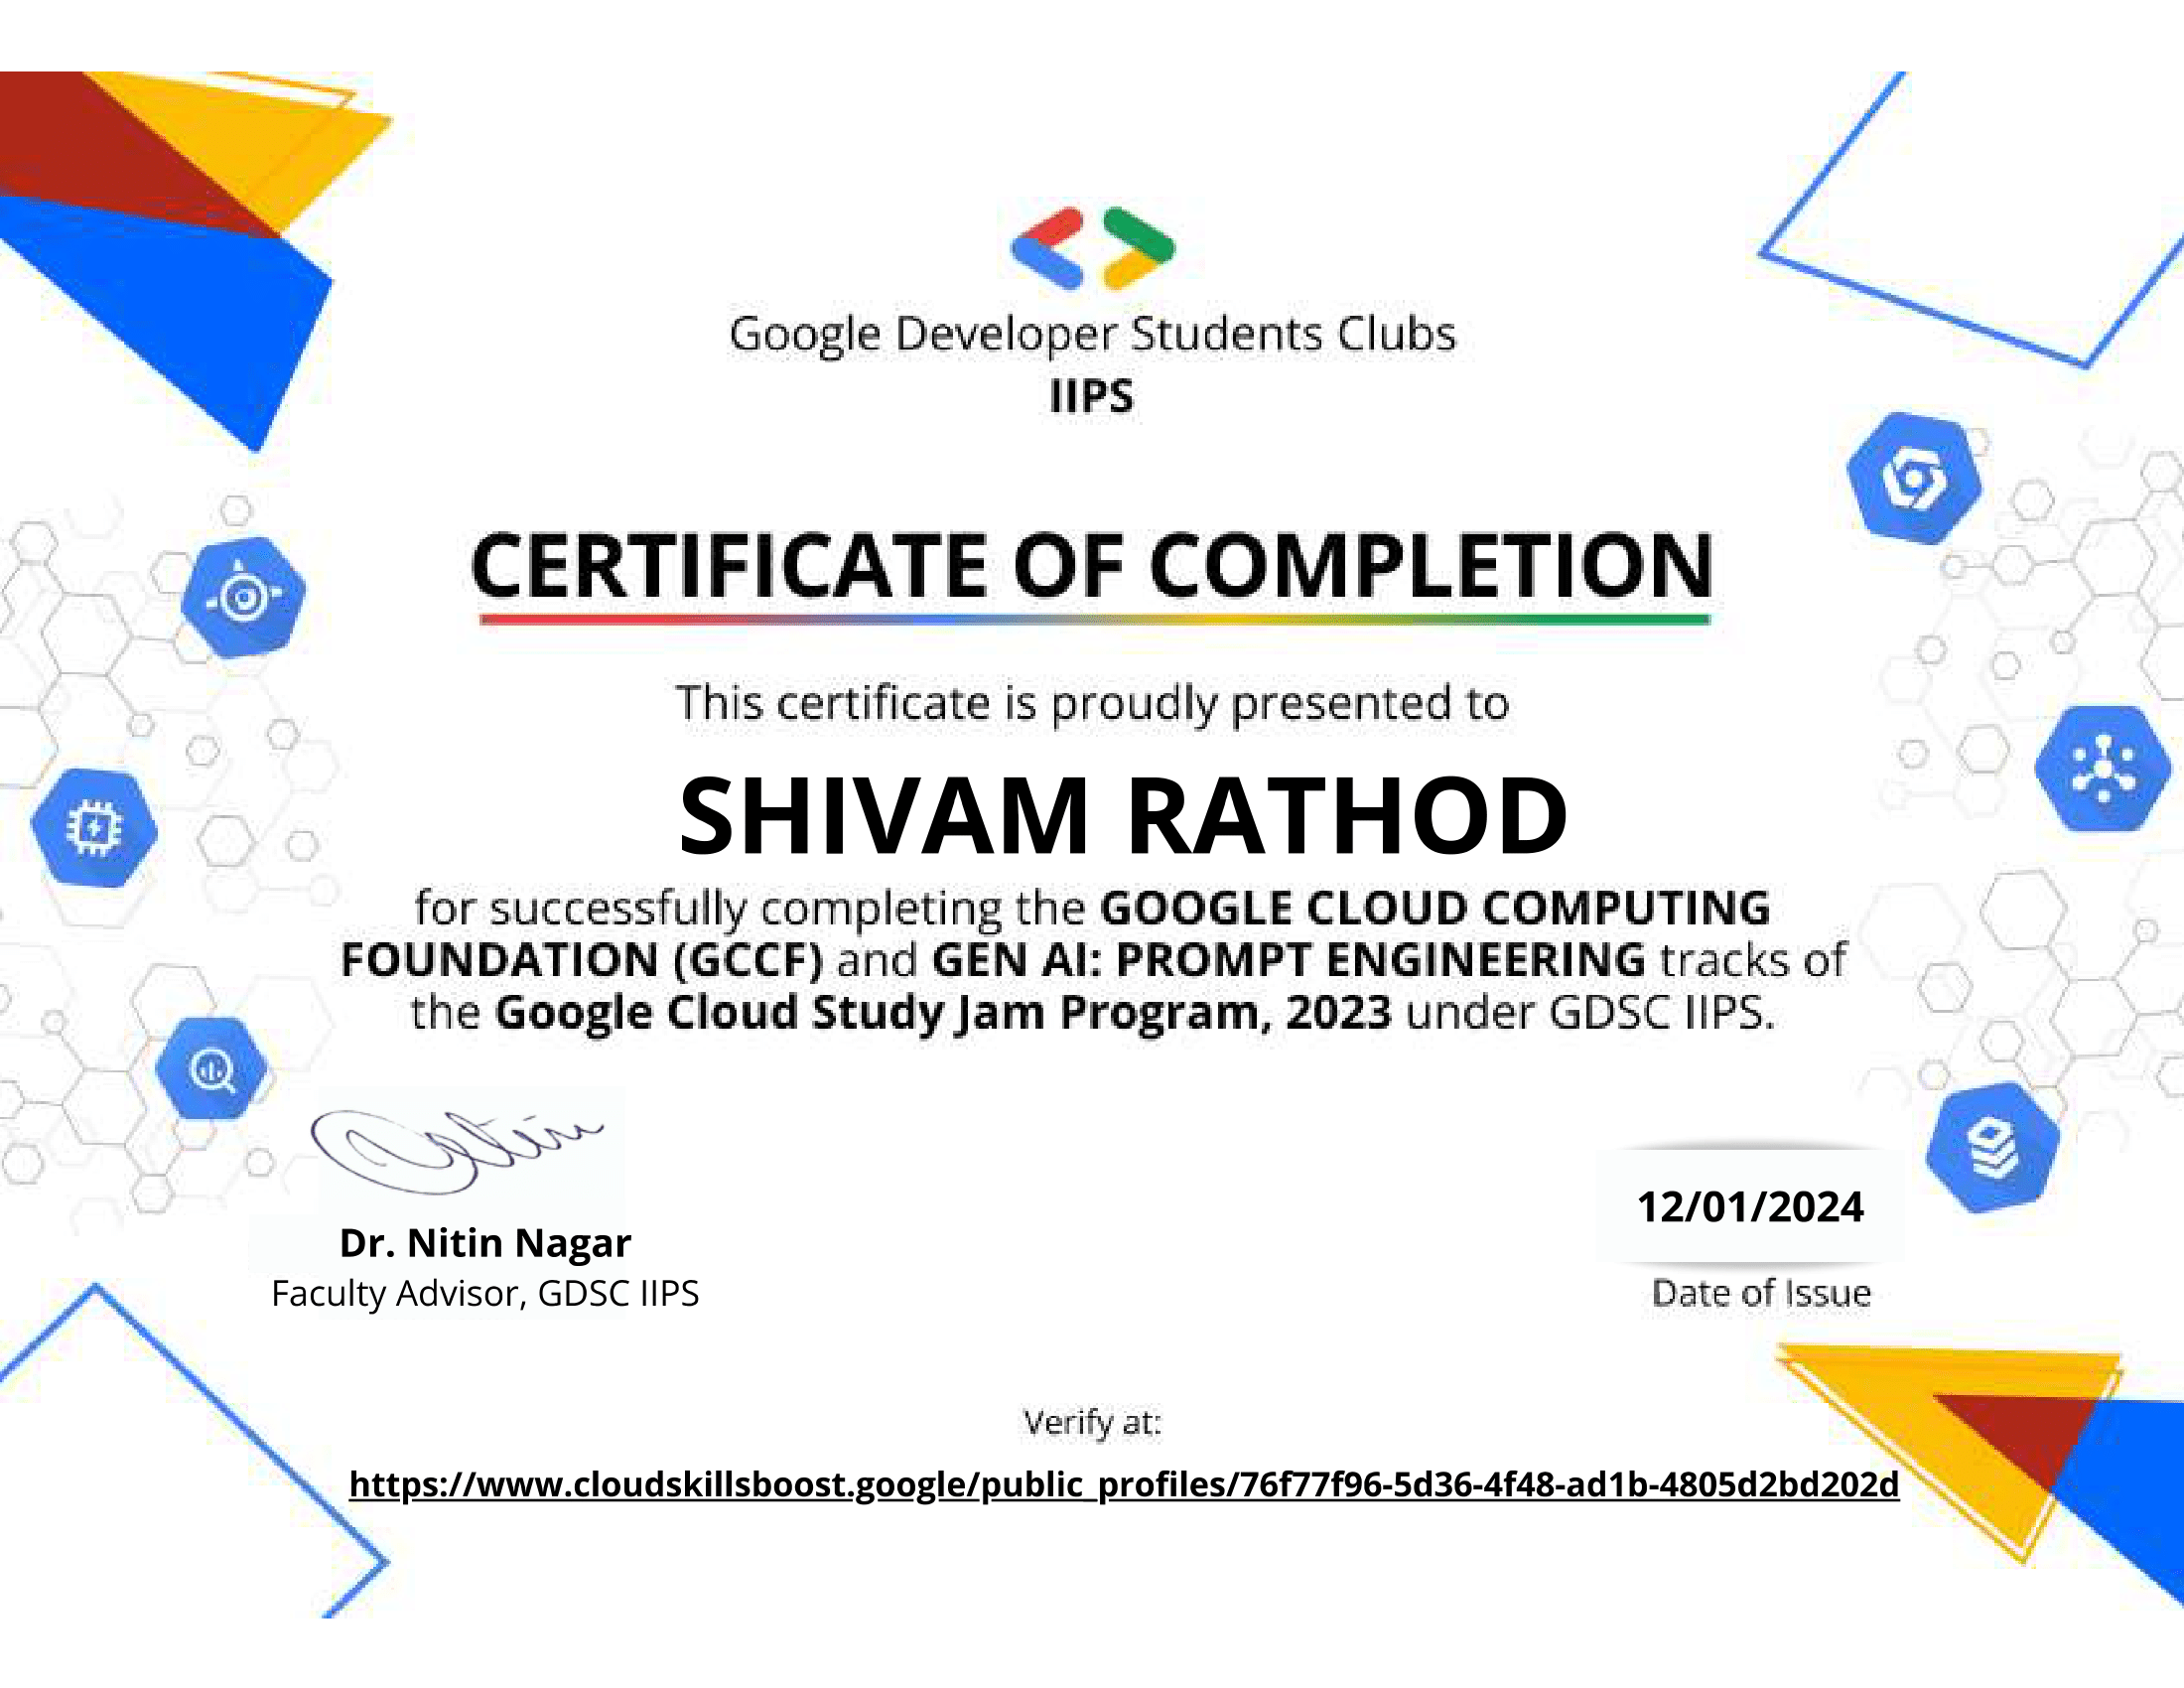 Google Developer Students Clubs
IIPS
CERTIFICATE OF COMPLETION
This certificate is proudly presented to
SHIVAM RATHOD
for successfully completing the GOOGLE CLOUD COMPUTING
FOUNDATION (GCCF) and GEN AI: PROMPT ENGINEERING tracks of
the Google Cloud Study Jam Program, 2023 under GDSC IIPS.
Dr. Nitin Nagar
Faculty Advisor, GDSC IIPS
12/01/2024
Date of Issue
Verify at:
https://www.cloudskillsboost.google/public_profiles/76f77f96-5d36-4f48-ad1b-4805d2bd202d